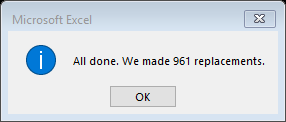 Microsoft Excel
All done. We made 961 replacements.
OK